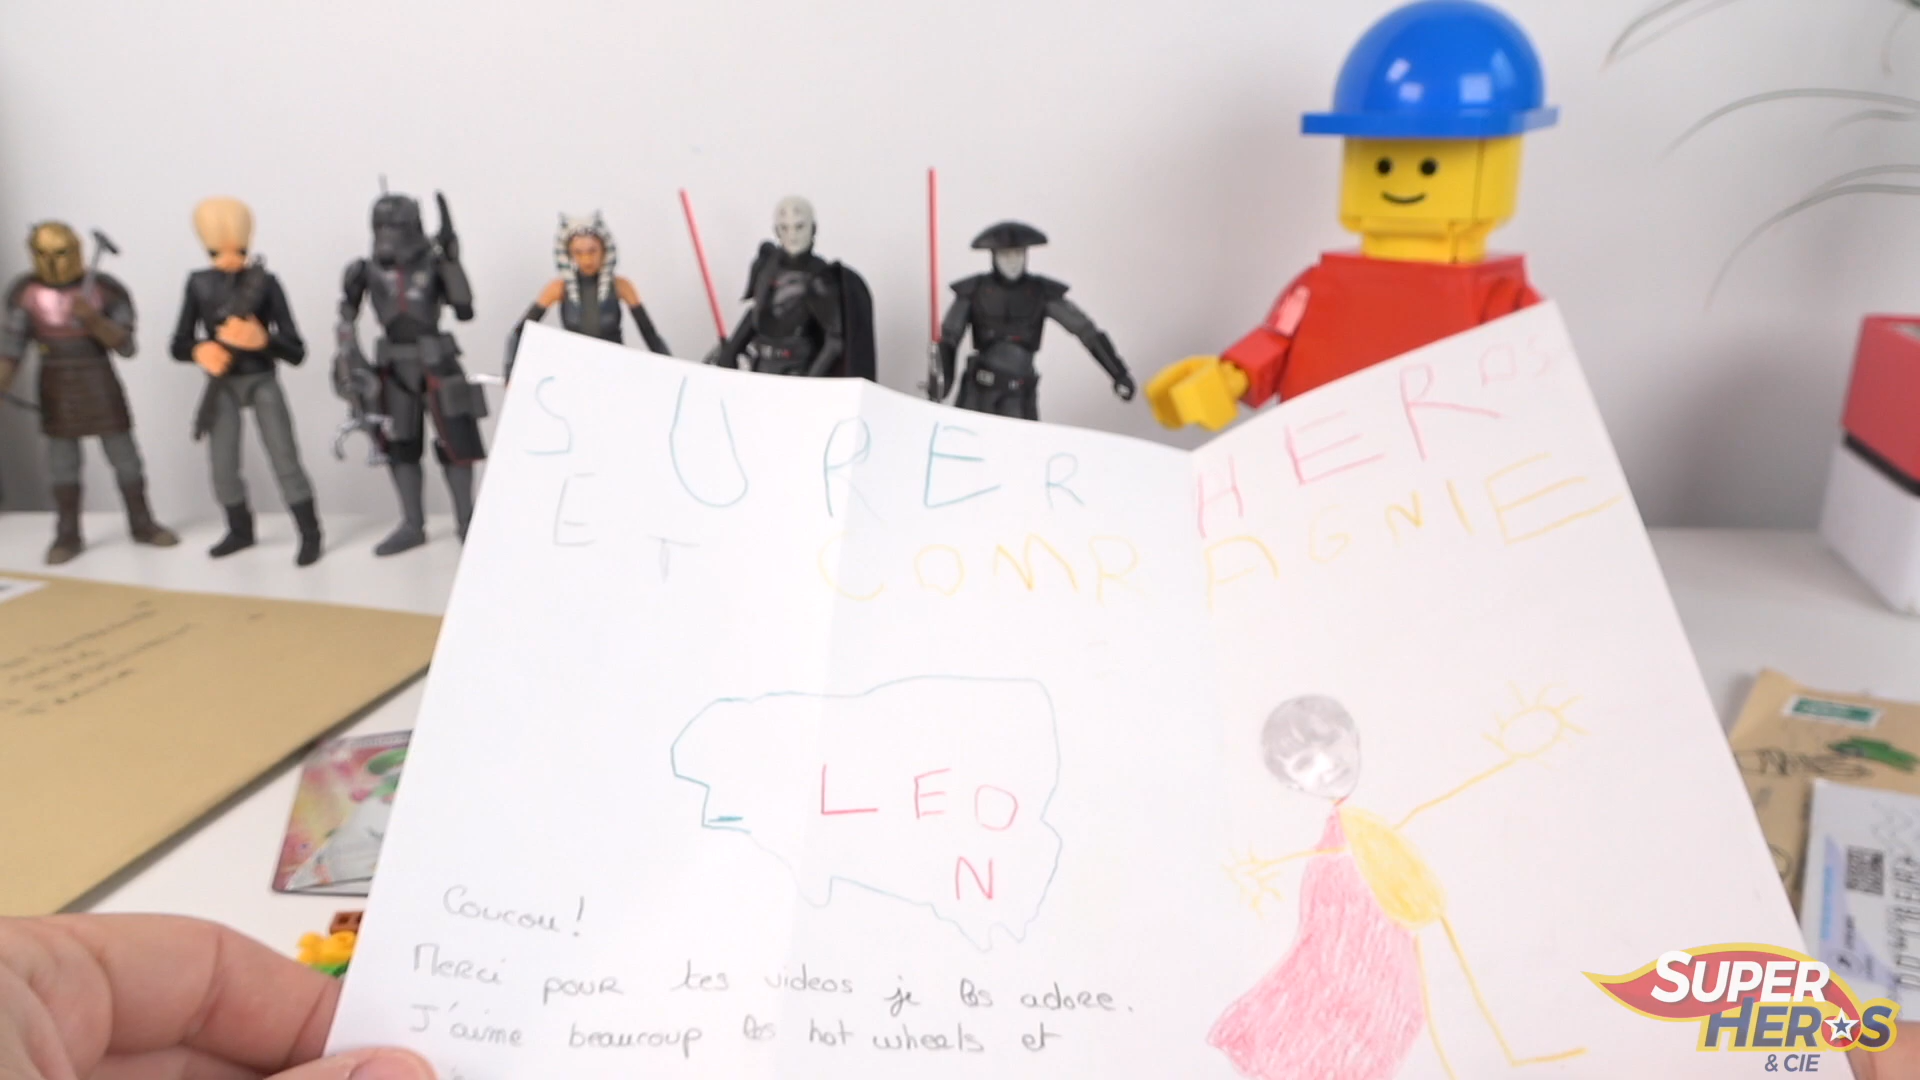 SUPER HEROS
ET COMPAGNIE
LEO
N
Coucou!
Merci pour tes videos je les adore.
J'aime beaucoup les hot wheels et
SUPER
HEROS
& CIE